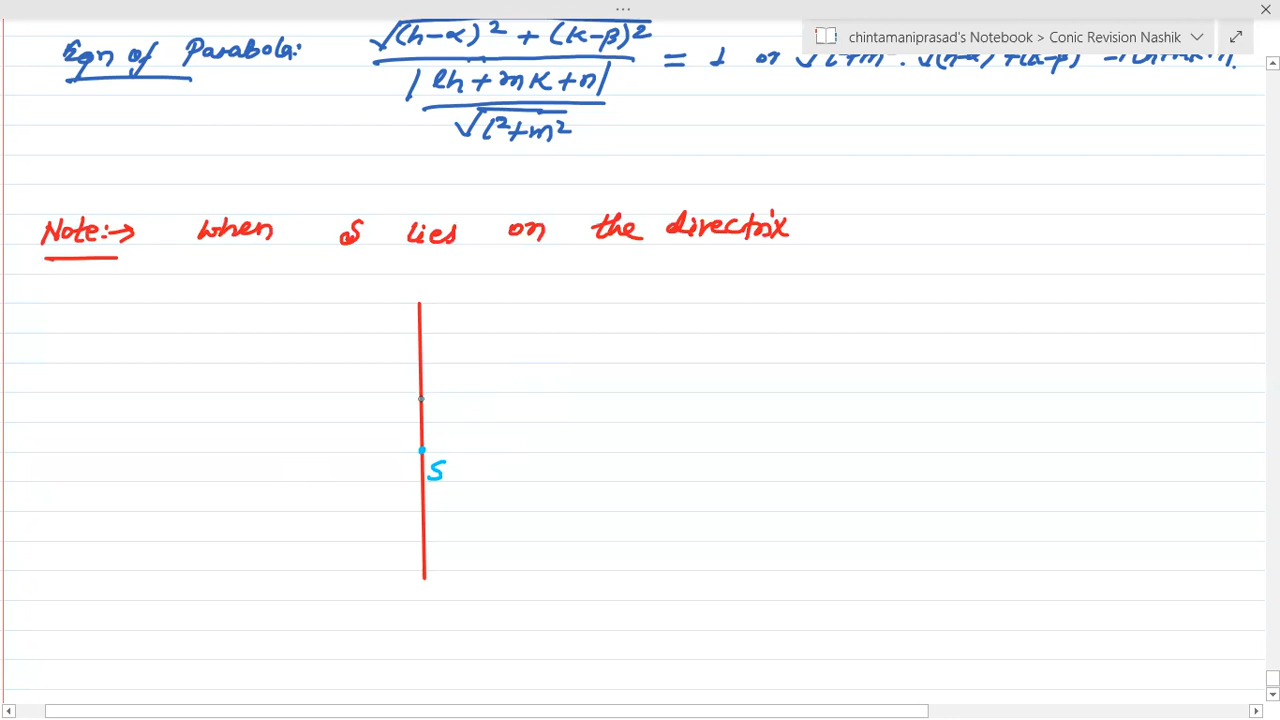 chintamaniprasad's Notebook > Conic Revision Nashik
Eqn of Parabola: √(h-α)² + (k-β)² / |lh + mk + n| / √l²+m² = 1 or
Note:→ when S lies on the directrix
S